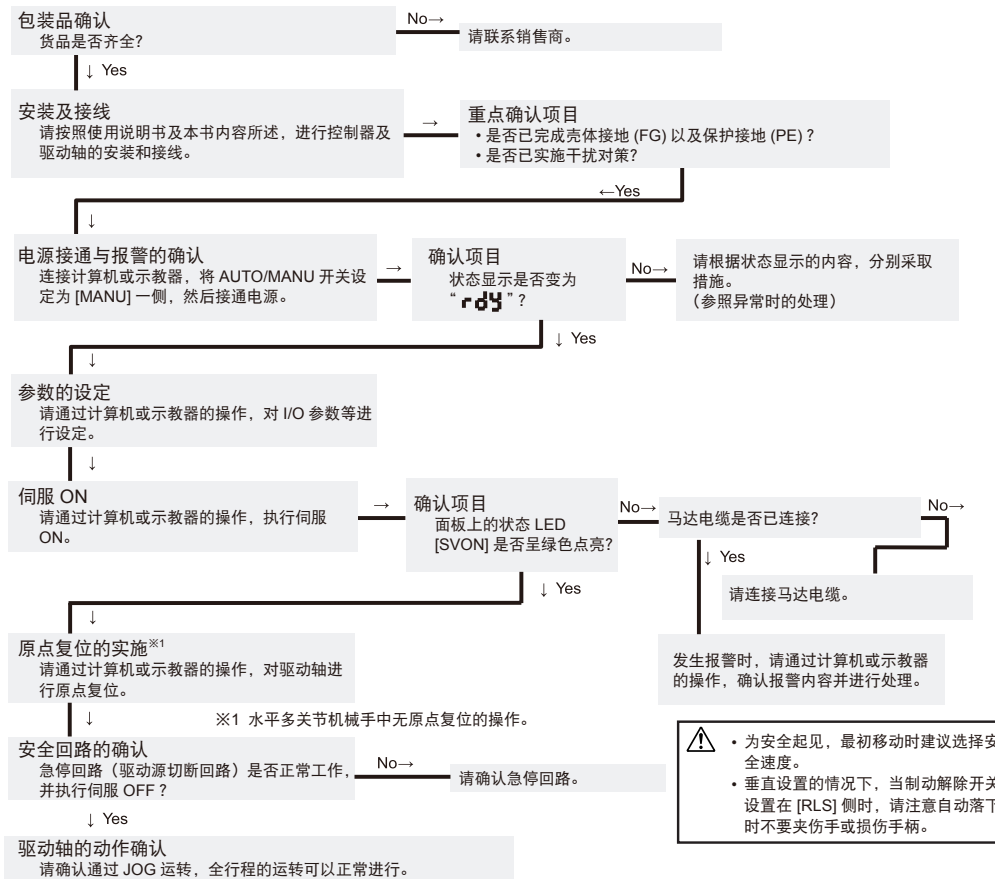 包装品确认
货品是否齐全?
No→
请联系销售商。
↓ Yes
安装及接线
请按照使用说明书及本书内容所述，进行控制器及
驱动轴的安装和接线。
→
重点确认项目
• 是否已完成壳体接地 (FG) 以及保护接地 (PE) ?
• 是否已实施干扰对策?
←Yes
↓
电源接通与报警的确认
连接计算机或示教器，将 AUTO/MANU 开关设
定为 [MANU] 一侧，然后接通电源。
→
确认项目
状态显示是否变为
“ rdy ” ?
No→
请根据状态显示的内容，分别采取
措施。
（参照异常时的处理）
↓ Yes
↓
参数的设定
请通过计算机或示教器的操作，对 I/O 参数等进
行设定。
↓
伺服 ON
请通过计算机或示教器的操作，执行伺服
ON。
→
确认项目
面板上的状态 LED
[SVON] 是否呈绿色点亮?
No→
马达电缆是否已连接?
No→
↓ Yes
请连接马达电缆。
↓ Yes
↓
原点复位的实施※1
请通过计算机或示教器的操作，对驱动轴进
行原点复位。
发生报警时，请通过计算机或示教器
的操作，确认报警内容并进行处理。
↓
※1 水平多关节机械手中无原点复位的操作。
安全回路的确认
急停回路（驱动源切断回路）是否正常工作，
并执行伺服 OFF ?
No→
请确认急停回路。
• 为安全起见，最初移动时建议选择安
全速度。
• 垂直设置的情况下，当制动解除开关
设置在 [RLS] 侧时，请注意自动落下
时不要夹伤手或损伤手柄。
↓ Yes
驱动轴的动作确认
请确认通过 JOG 运转，全行程的运转可以正常进行。